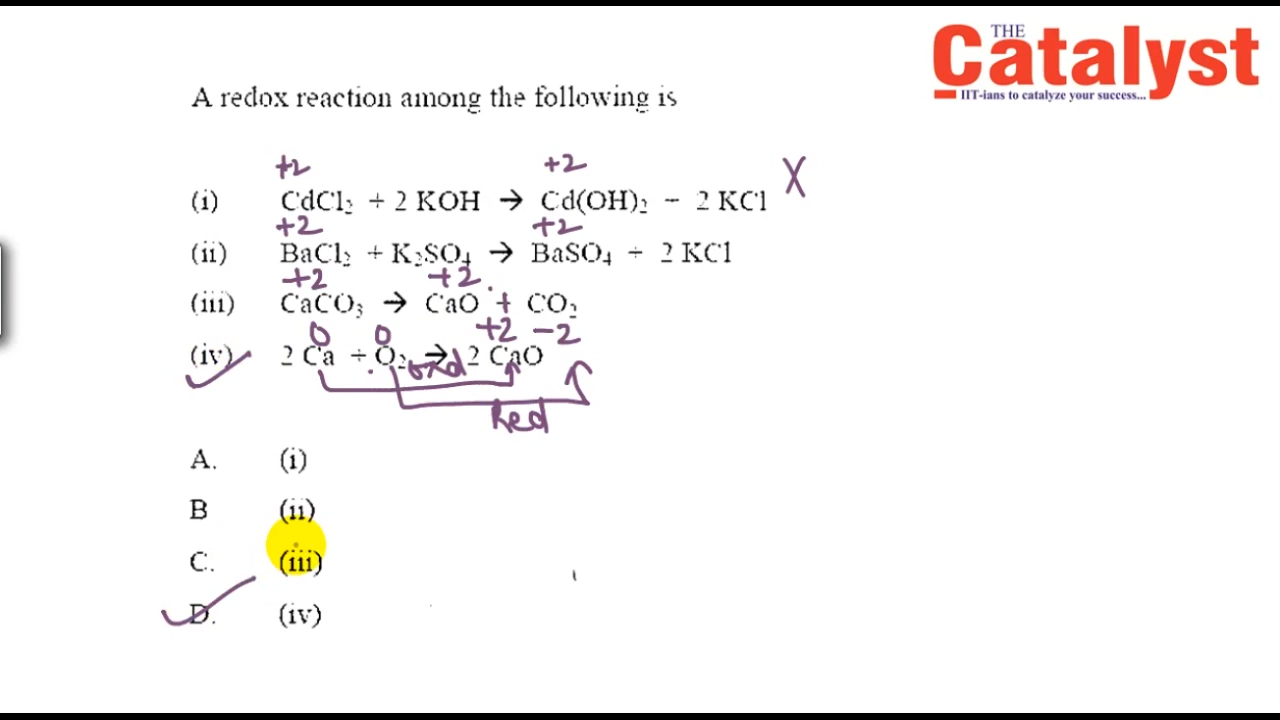 THE
Catalyst
IIT-ians to catalyze your success...
A redox reaction among the following is
+2 +2
(i) CdCl₂ + 2 KOH → Cd(OH)₂ − 2 KCl X
+2 +2
(ii) BaCl₂ + K₂SO₄ → BaSO₄ + 2 KCl
+2 +2
(iii) CaCO₃ → CaO + CO₂
0 0 +2 −2
(iv) 2 Ca + O₂ → 2 CaO
oxd
Red
A. (i)
B (ii)
C. (iii)
D. (iv)